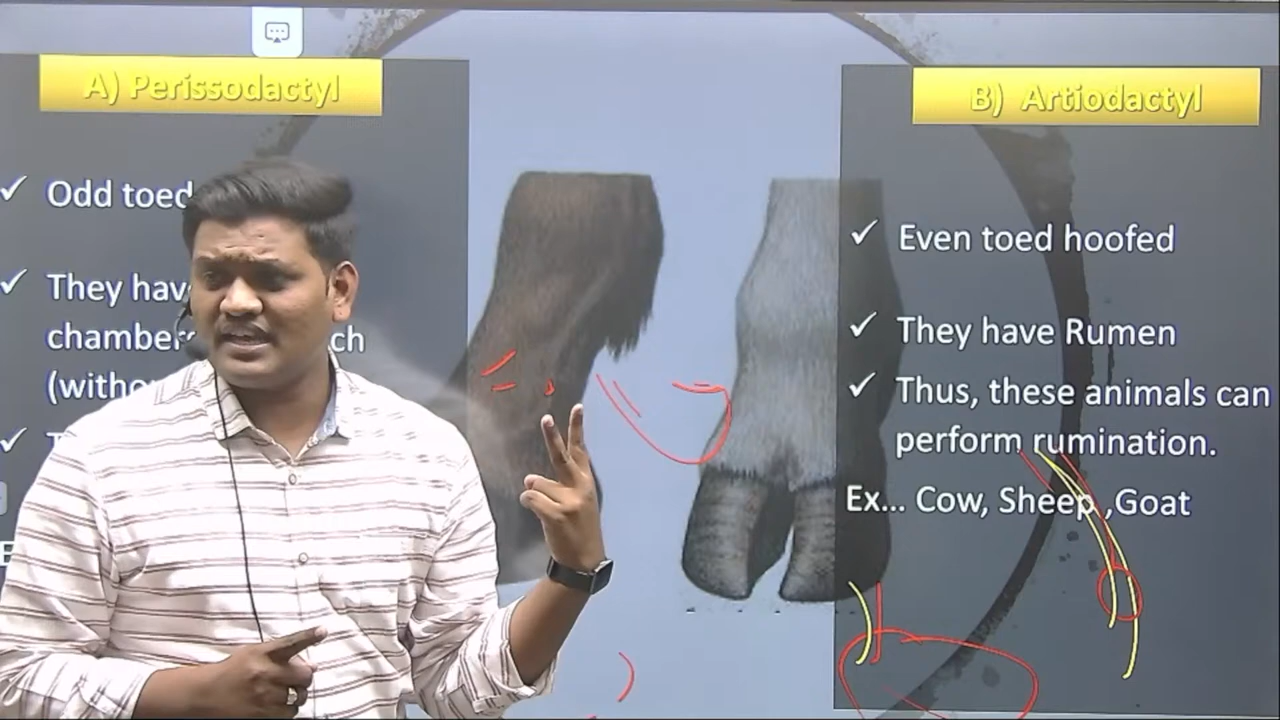 A) Perissodactyl
Odd toed
They hav
chamber ch
(witho
B) Artiodactyl
Even toed hoofed
They have Rumen
Thus, these animals can
perform rumination.
Ex... Cow, Sheep ,Goat